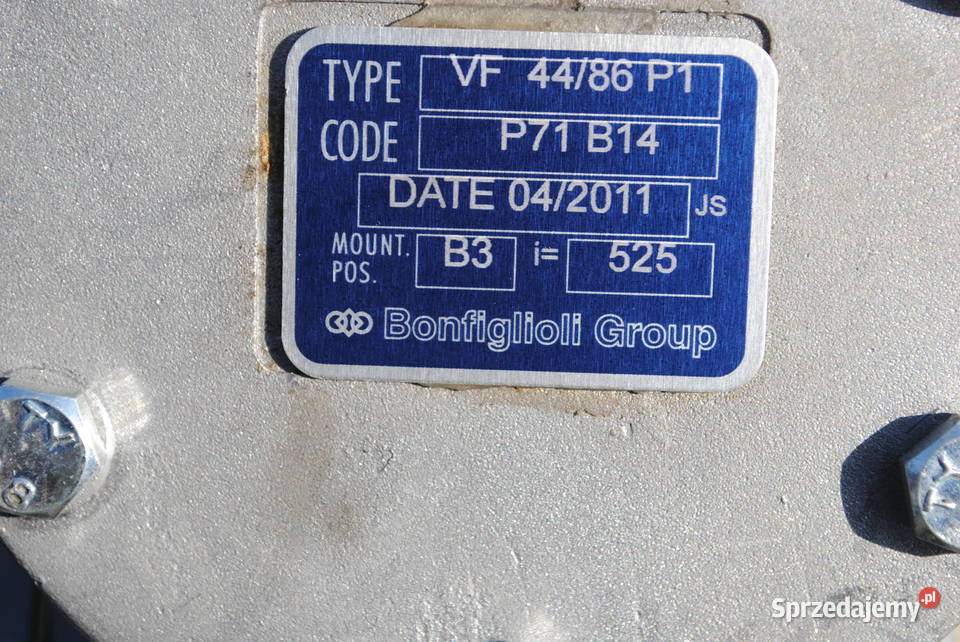 TYPE VF 44/86 P1
CODE P71 B14
DATE 04/2011 JS
MOUNT. POS. B3 i= 525
Bonfiglioli Group
Sprzedajemy.pl